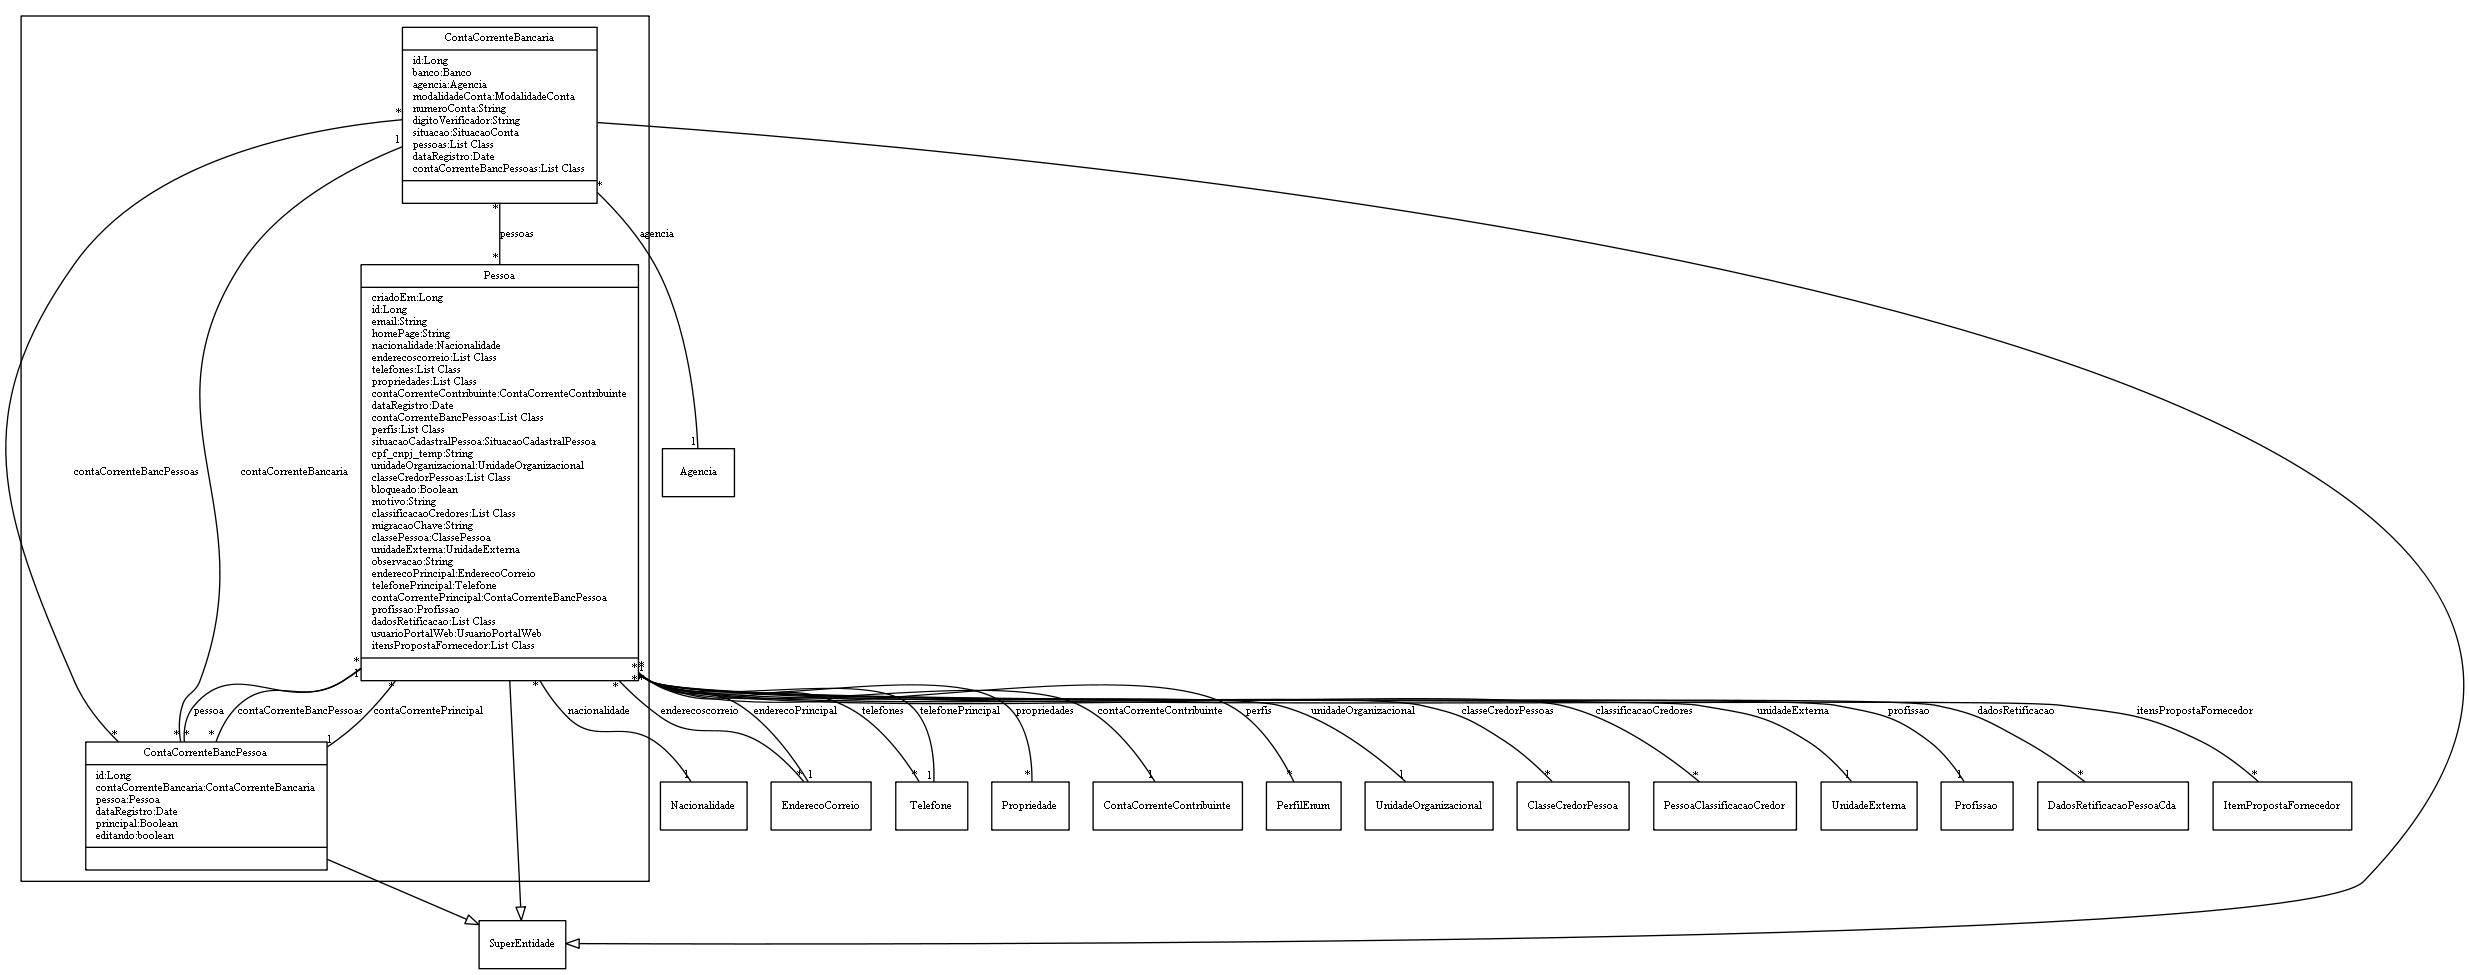 ContaCorrenteBancaria
id:Long
banco:Banco
agencia:Agencia
modalidadeConta:ModalidadeConta
numeroConta:String
digitoVerificador:String
situacao:SituacaoConta
pessoas:List Class
dataRegistro:Date
contaCorrenteBancPessoas:List Class
*
1
*
*
pessoas
agencia
*
Pessoa
criadoEm:Long
id:Long
email:String
homePage:String
nacionalidade:Nacionalidade
enderecoscorreio:List Class
telefones:List Class
propriedades:List Class
contaCorrenteContribuinte:ContaCorrenteContribuinte
dataRegistro:Date
contaCorrenteBancPessoas:List Class
perfis:List Class
situacaoCadastralPessoa:SituacaoCadastralPessoa
cpf_cnpj_temp:String
unidadeOrganizacional:UnidadeOrganizacional
classeCredorPessoas:List Class
bloqueado:Boolean
motivo:String
classificacaoCredores:List Class
migracaoChave:String
classePessoa:ClassePessoa
unidadeExterna:UnidadeExterna
observacao:String
enderecoPrincipal:EnderecoCorreio
telefonePrincipal:Telefone
contaCorrentePrincipal:ContaCorrenteBancPessoa
profissao:Profissao
dadosRetificacao:List Class
usuarioPortalWeb:UsuarioPortalWeb
itensPropostaFornecedor:List Class
1
Agencia
contaCorrenteBancPessoas
contaCorrenteBancaria
*
1
*
*
*
pessoa
contaCorrenteBancPessoas
contaCorrentePrincipal
nacionalidade
enderecoscorreio
enderecoPrincipal
telefones
telefonePrincipal
propriedades
contaCorrenteContribuinte
perfis
unidadeOrganizacional
classeCredorPessoas
classificacaoCredores
unidadeExterna
profissao
dadosRetificacao
itensPropostaFornecedor
*
*
*
*
1
ContaCorrenteBancPessoa
id:Long
contaCorrenteBancaria:ContaCorrenteBancaria
pessoa:Pessoa
dataRegistro:Date
principal:Boolean
editando:boolean
1
*
1
*
1
*
1
*
1
*
*
1
1
*
*
Nacionalidade
EnderecoCorreio
Telefone
Propriedade
ContaCorrenteContribuinte
PerfilEnum
UnidadeOrganizacional
ClasseCredorPessoa
PessoaClassificacaoCredor
UnidadeExterna
Profissao
DadosRetificacaoPessoaCda
ItemPropostaFornecedor
SuperEntidade